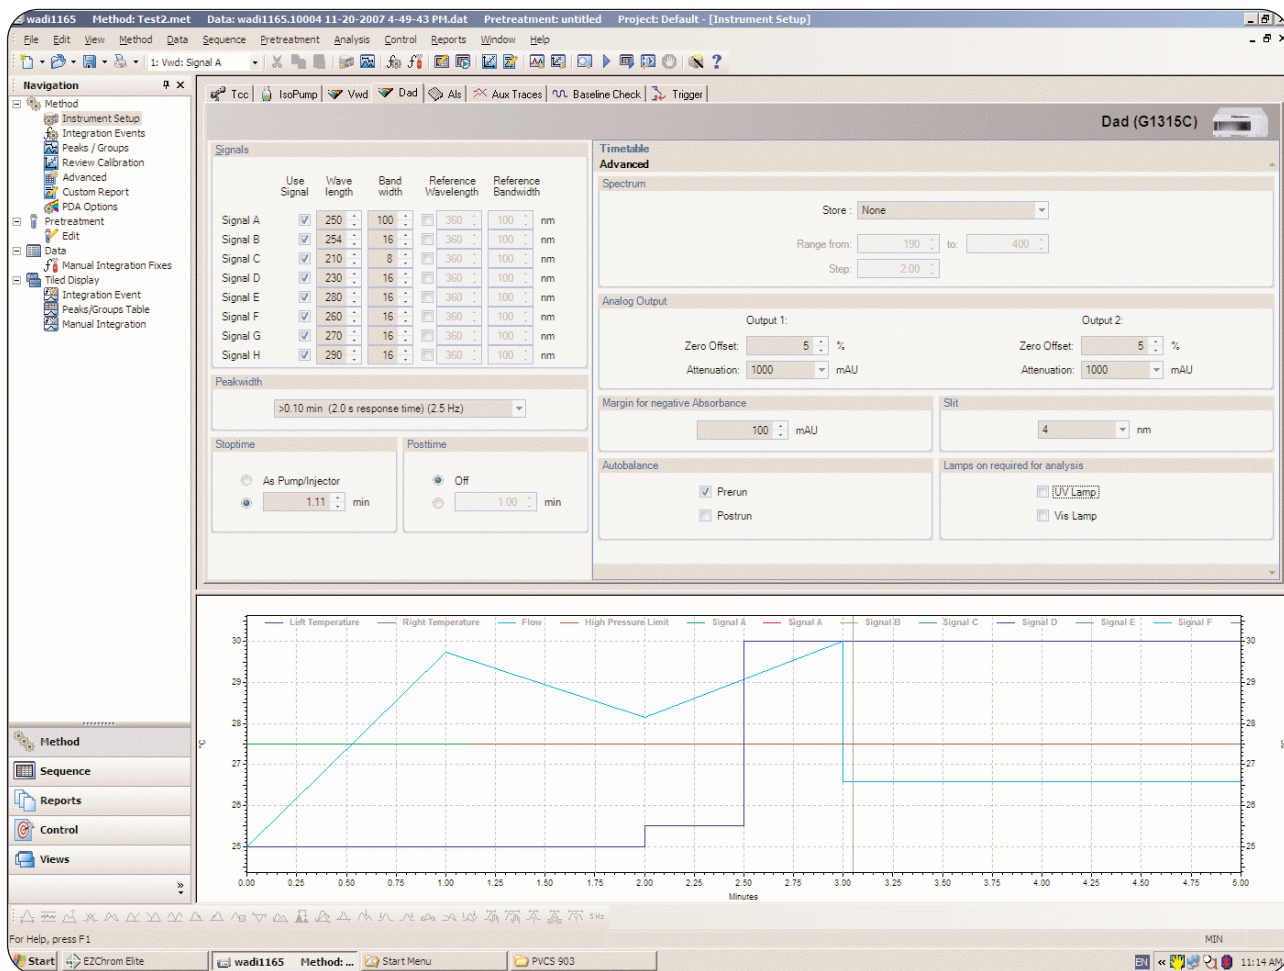 wadi1165 Method: Test2.met Data: wadi1165.10004 11-20-2007 4-49-43 PM.dat Pretreatment: untitled Project: Default - [Instrument Setup]
File Edit View Method Data Sequence Pretreatment Analysis Control Reports Window Help
1: Vwd: Signal A
Navigation
Method
Instrument Setup
Integration Events
Peaks / Groups
Review Calibration
Advanced
Custom Report
PDA Options
Pretreatment
Edit
Data
Manual Integration Fixes
Tiled Display
Integration Event
Peaks/Groups Table
Manual Integration
Tcc IsoPump Vwd Dad Als Aux Traces Baseline Check Trigger
Dad (G1315C)
Signals
Use Signal Wave length Band width Reference Wavelength Reference Bandwidth
Signal A 250 100 360 100 nm
Signal B 254 16 360 100 nm
Signal C 210 8 360 100 nm
Signal D 230 16 360 100 nm
Signal E 280 16 360 100 nm
Signal F 260 16 360 100 nm
Signal G 270 16 360 100 nm
Signal H 290 16 360 100 nm
Peakwidth
>0.10 min (2.0 s response time) (2.5 Hz)
Stoptime
As Pump/Injector
1.11 min
Posttime
Off
1.00 min
Timetable
Advanced
Spectrum
Store : None
Range from: 190 to: 400
Step: 2.00
Analog Output
Output 1: Output 2:
Zero Offset: 5 % Zero Offset: 5 %
Attenuation: 1000 mAU Attenuation: 1000 mAU
Margin for negative Absorbance
100 mAU
Slit
4 nm
Autobalance
Prerun
Postrun
Lamps on required for analysis
UV Lamp
Vis Lamp
Left Temperature Right Temperature Flow High Pressure Limit Signal A Signal A Signal B Signal C Signal D Signal E Signal F
30 30
29 29
28 28
°C 27 27 °C
26 26
25 25
0.00 0.25 0.50 0.75 1.00 1.25 1.50 1.75 2.00 2.25 2.50 2.75 3.00 3.25 3.50 3.75 4.00 4.25 4.50 4.75 5.00
Minutes
Method
Sequence
Reports
Control
Views
5 Hz
For Help, press F1 MIN
Start EZChrom Elite wadi1165 Method: ... Start Menu PVCS 903 EN 11:14 AM